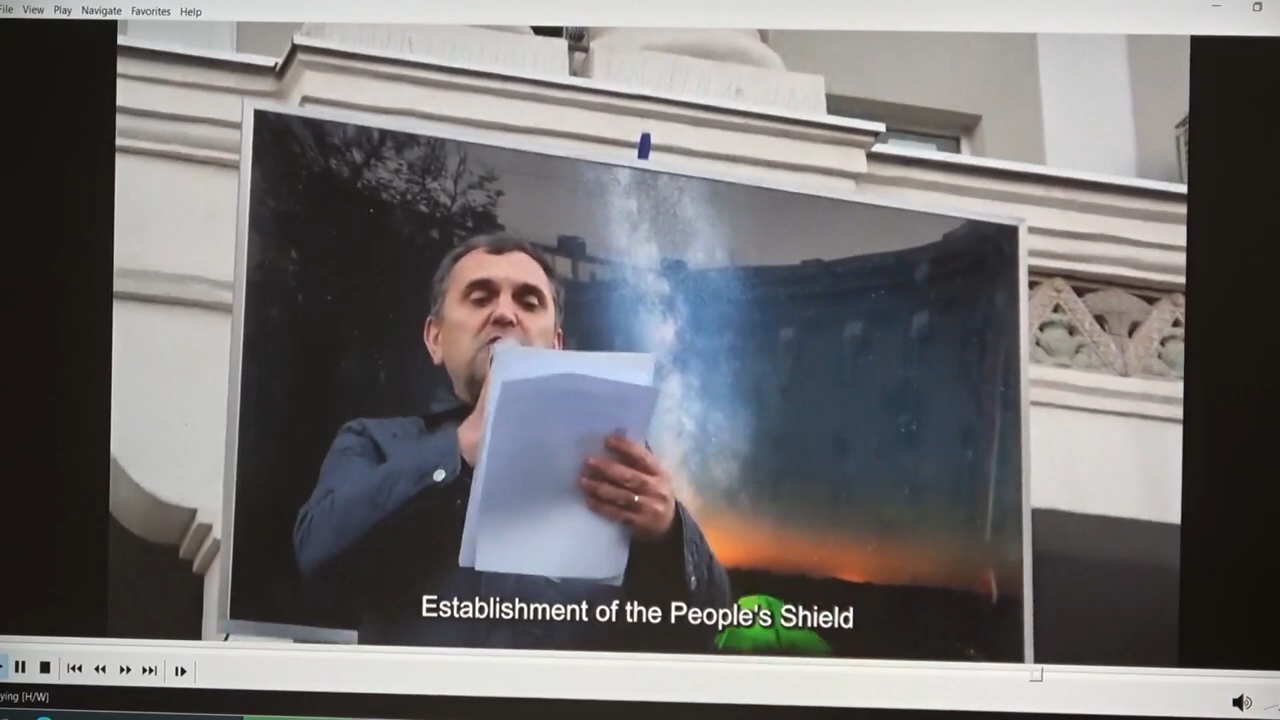 File View Play Navigate Favorites Help
Establishment of the People's Shield
ying [H/W]